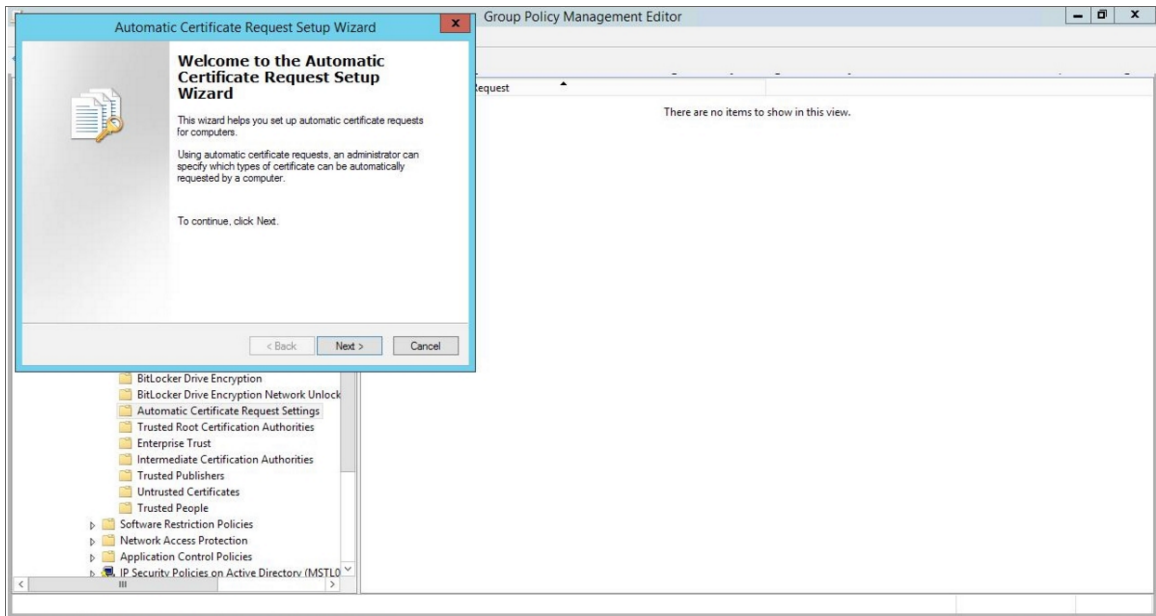 Group Policy Management Editor
Automatic Certificate Request Setup Wizard
Welcome to the Automatic
Certificate Request Setup
Wizard
This wizard helps you set up automatic certificate requests
for computers.
Using automatic certificate requests, an administrator can
specify which types of certificate can be automatically
requested by a computer.
To continue, click Next.
< Back Next > Cancel
There are no items to show in this view.
BitLocker Drive Encryption
BitLocker Drive Encryption Network Unlock
Automatic Certificate Request Settings
Trusted Root Certification Authorities
Enterprise Trust
Intermediate Certification Authorities
Trusted Publishers
Untrusted Certificates
Trusted People
Software Restriction Policies
Network Access Protection
Application Control Policies
IP Security Policies on Active Directory (MSTL0